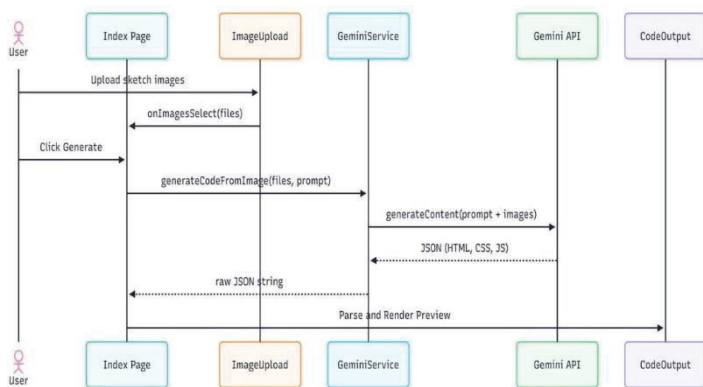 User
Index Page
ImageUpload
GeminiService
Gemini API
CodeOutput
Upload sketch images
onImagesSelect(files)
Click Generate
generateCodeFromImage(files, prompt)
generateContent(prompt + images)
JSON (HTML, CSS, JS)
raw JSON string
Parse and Render Preview
User
Index Page
ImageUpload
GeminiService
Gemini API
CodeOutput